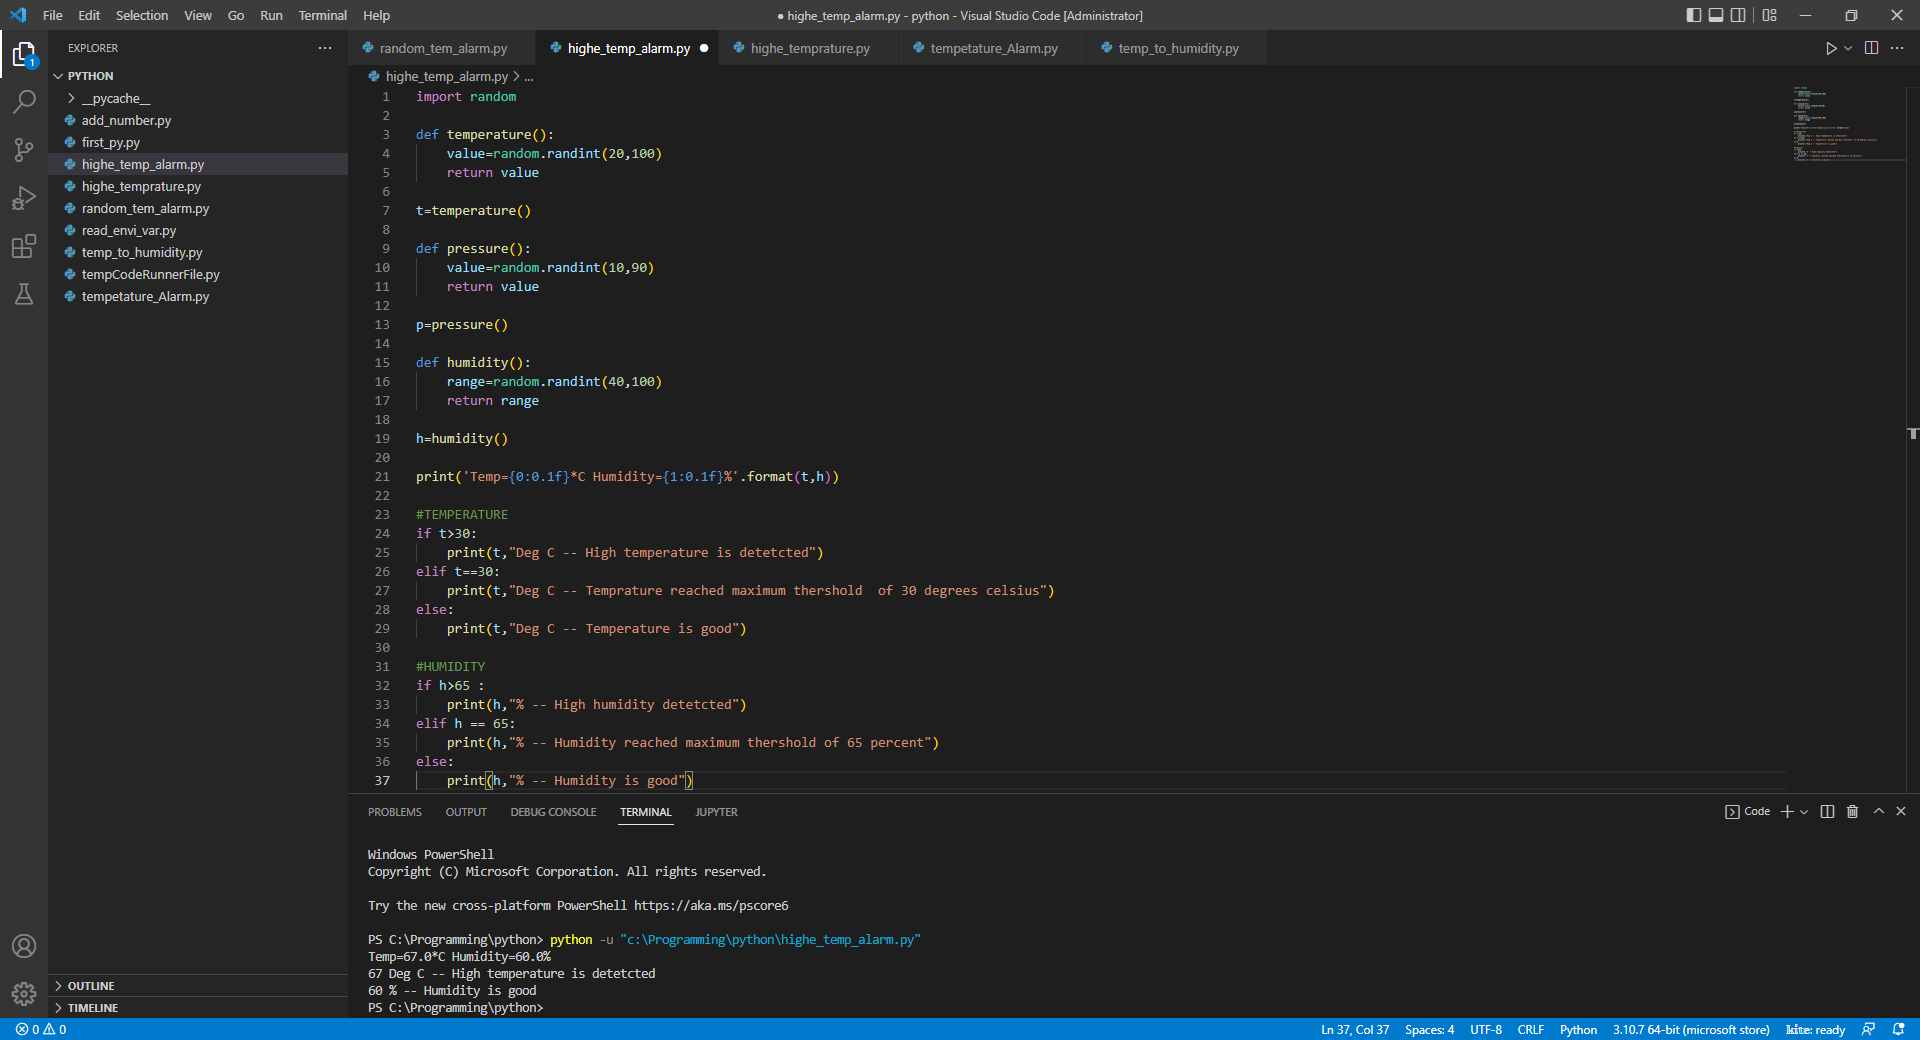 File Edit Selection View Go Run Terminal Help
● highe_temp_alarm.py - python - Visual Studio Code [Administrator]
EXPLORER
PYTHON
__pycache__
add_number.py
first_py.py
highe_temp_alarm.py
highe_temprature.py
random_tem_alarm.py
read_envi_var.py
temp_to_humidity.py
tempCodeRunnerFile.py
tempetature_Alarm.py
OUTLINE
TIMELINE
1
random_tem_alarm.py highe_temp_alarm.py highe_temprature.py tempetature_Alarm.py temp_to_humidity.py
highe_temp_alarm.py > ...
1 import random
2
3 def temperature():
4 value=random.randint(20,100)
5 return value
6
7 t=temperature()
8
9 def pressure():
10 value=random.randint(10,90)
11 return value
12
13 p=pressure()
14
15 def humidity():
16 range=random.randint(40,100)
17 return range
18
19 h=humidity()
20
21 print('Temp={0:0.1f}*C Humidity={1:0.1f}%'.format(t,h))
22
23 #TEMPERATURE
24 if t>30:
25 print(t,"Deg C -- High temperature is detetcted")
26 elif t==30:
27 print(t,"Deg C -- Temprature reached maximum thershold  of 30 degrees celsius")
28 else:
29 print(t,"Deg C -- Temperature is good")
30
31 #HUMIDITY
32 if h>65 :
33 print(h,"% -- High humidity detetcted")
34 elif h == 65:
35 print(h,"% -- Humidity reached maximum thershold of 65 percent")
36 else:
37 print(h,"% -- Humidity is good")
PROBLEMS OUTPUT DEBUG CONSOLE TERMINAL JUPYTER
Code
Windows PowerShell
Copyright (C) Microsoft Corporation. All rights reserved.
Try the new cross-platform PowerShell https://aka.ms/pscore6
PS C:\Programming\python> python -u "c:\Programming\python\highe_temp_alarm.py"
Temp=67.0*C Humidity=60.0%
67 Deg C -- High temperature is detetcted
60 % -- Humidity is good
PS C:\Programming\python>
0 0 Ln 37, Col 37 Spaces: 4 UTF-8 CRLF Python 3.10.7 64-bit (microsoft store) kite: ready